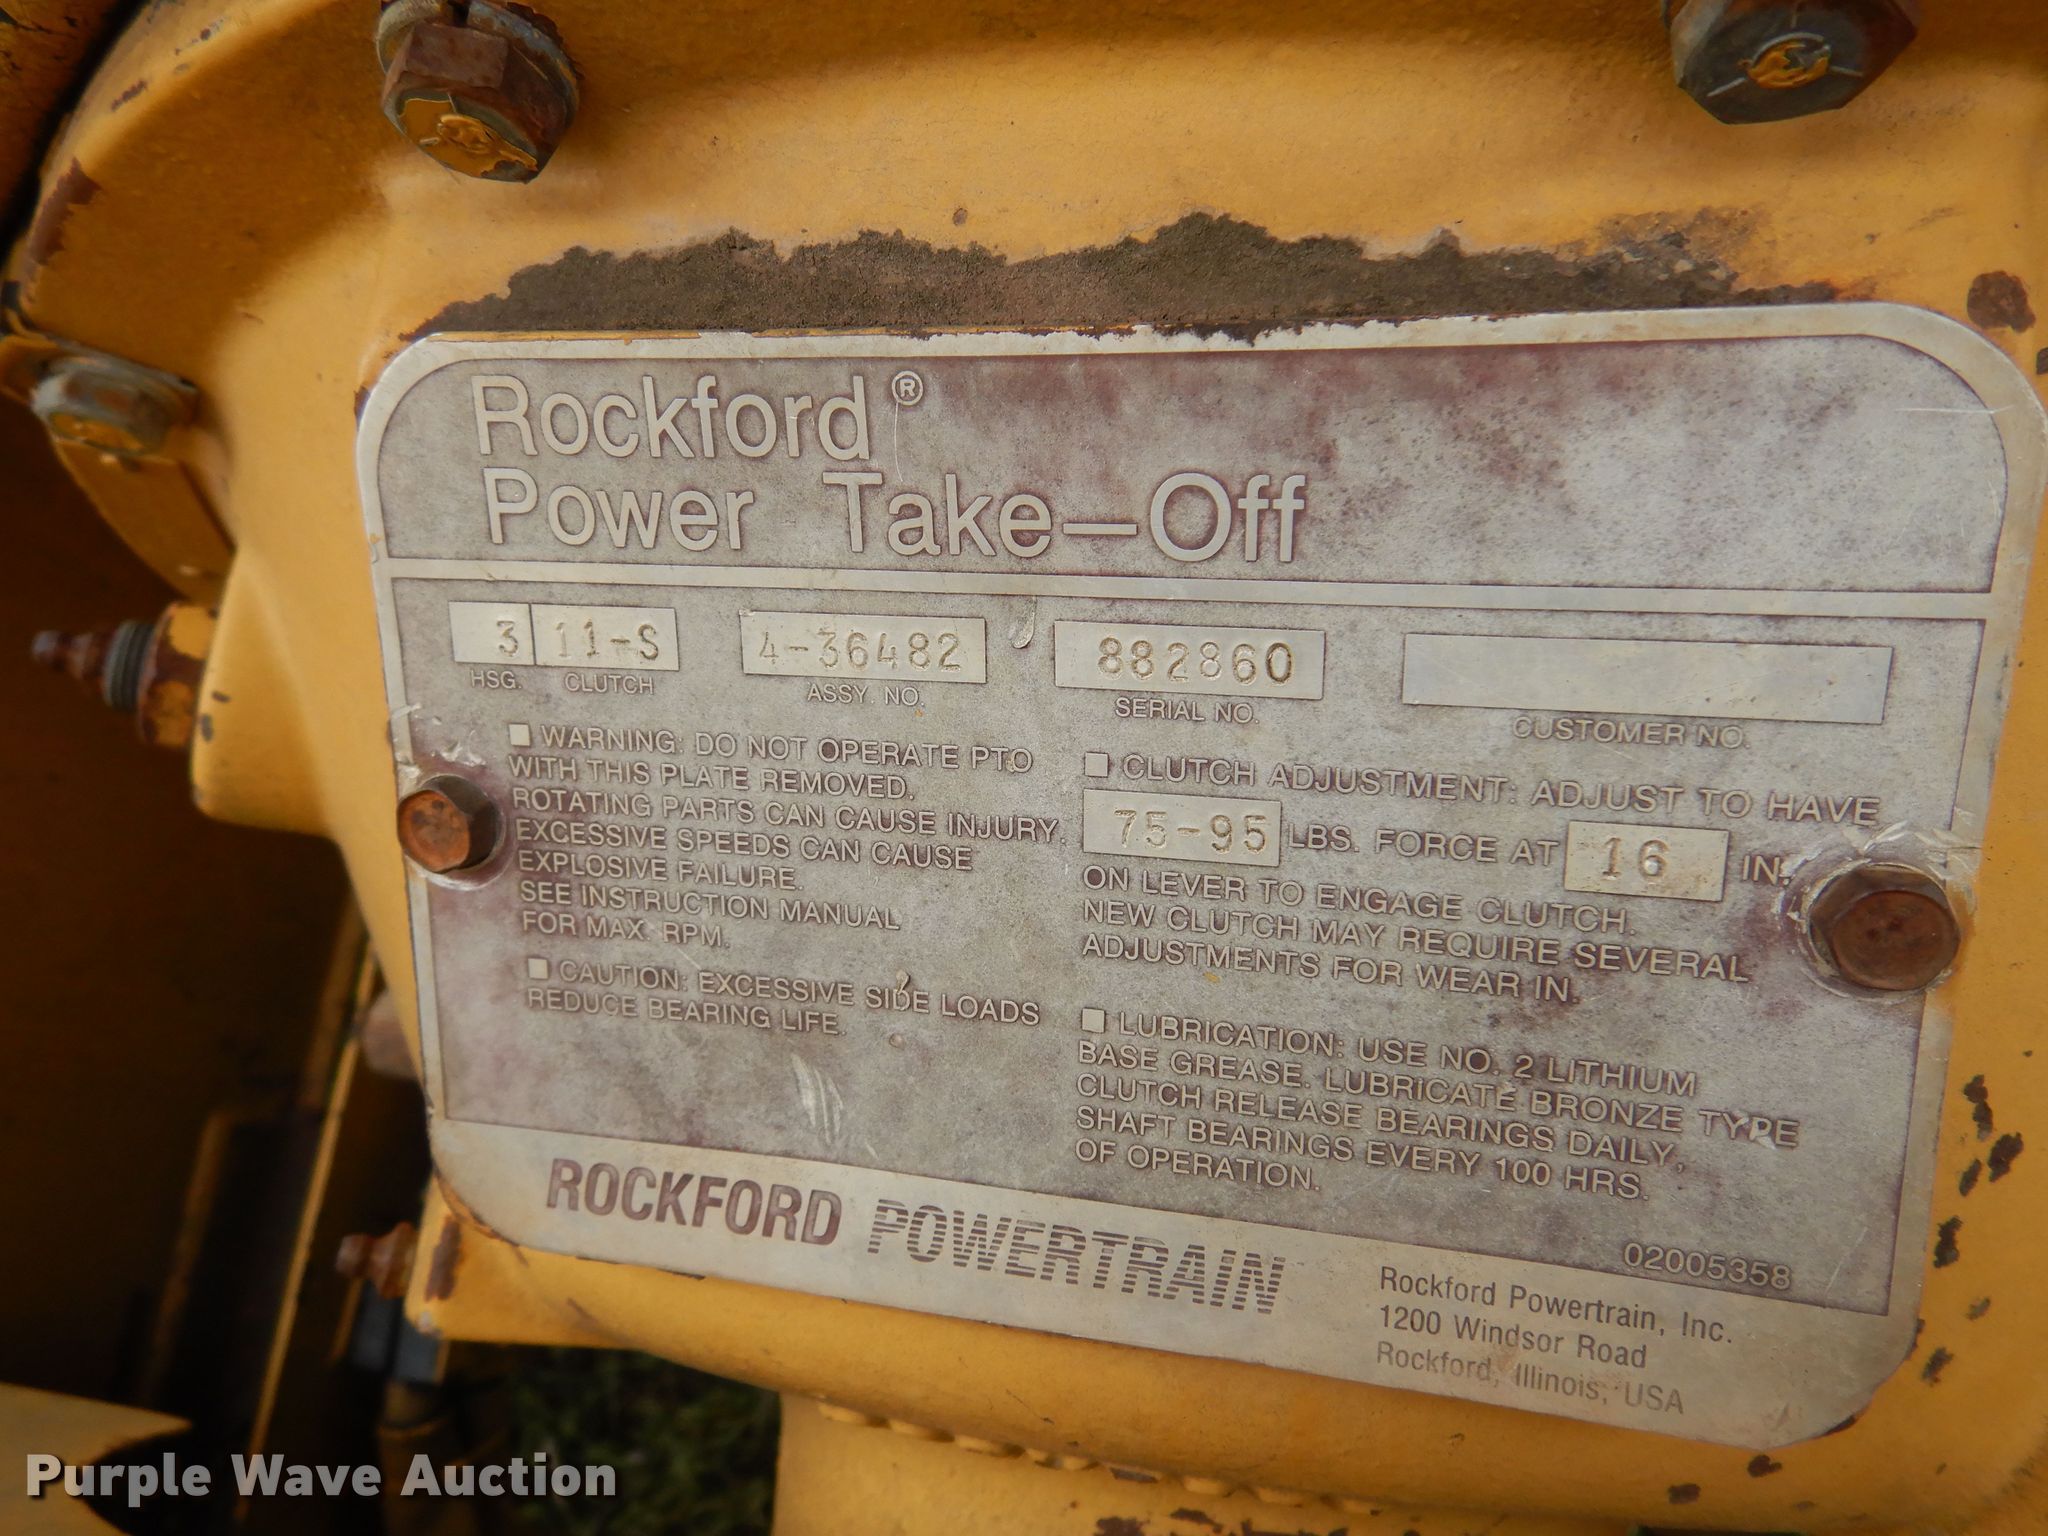 Rockford®
Power Take-Off
3 11-S 4-36482 882860
HSG. CLUTCH ASSY. NO. SERIAL NO. CUSTOMER NO.
■ WARNING: DO NOT OPERATE PTO
WITH THIS PLATE REMOVED.
ROTATING PARTS CAN CAUSE INJURY.
EXCESSIVE SPEEDS CAN CAUSE
EXPLOSIVE FAILURE.
SEE INSTRUCTION MANUAL
FOR MAX. RPM.
■ CAUTION: EXCESSIVE SIDE LOADS
REDUCE BEARING LIFE.
■ CLUTCH ADJUSTMENT: ADJUST TO HAVE
75-95 LBS. FORCE AT 16 IN.
ON LEVER TO ENGAGE CLUTCH.
NEW CLUTCH MAY REQUIRE SEVERAL
ADJUSTMENTS FOR WEAR IN.
■ LUBRICATION: USE NO. 2 LITHIUM
BASE GREASE. LUBRICATE BRONZE TYPE
CLUTCH RELEASE BEARINGS DAILY,
SHAFT BEARINGS EVERY 100 HRS.
OF OPERATION.
02005358
ROCKFORD POWERTRAIN
Rockford Powertrain, Inc.
1200 Windsor Road
Rockford, Illinois, USA
Purple Wave Auction